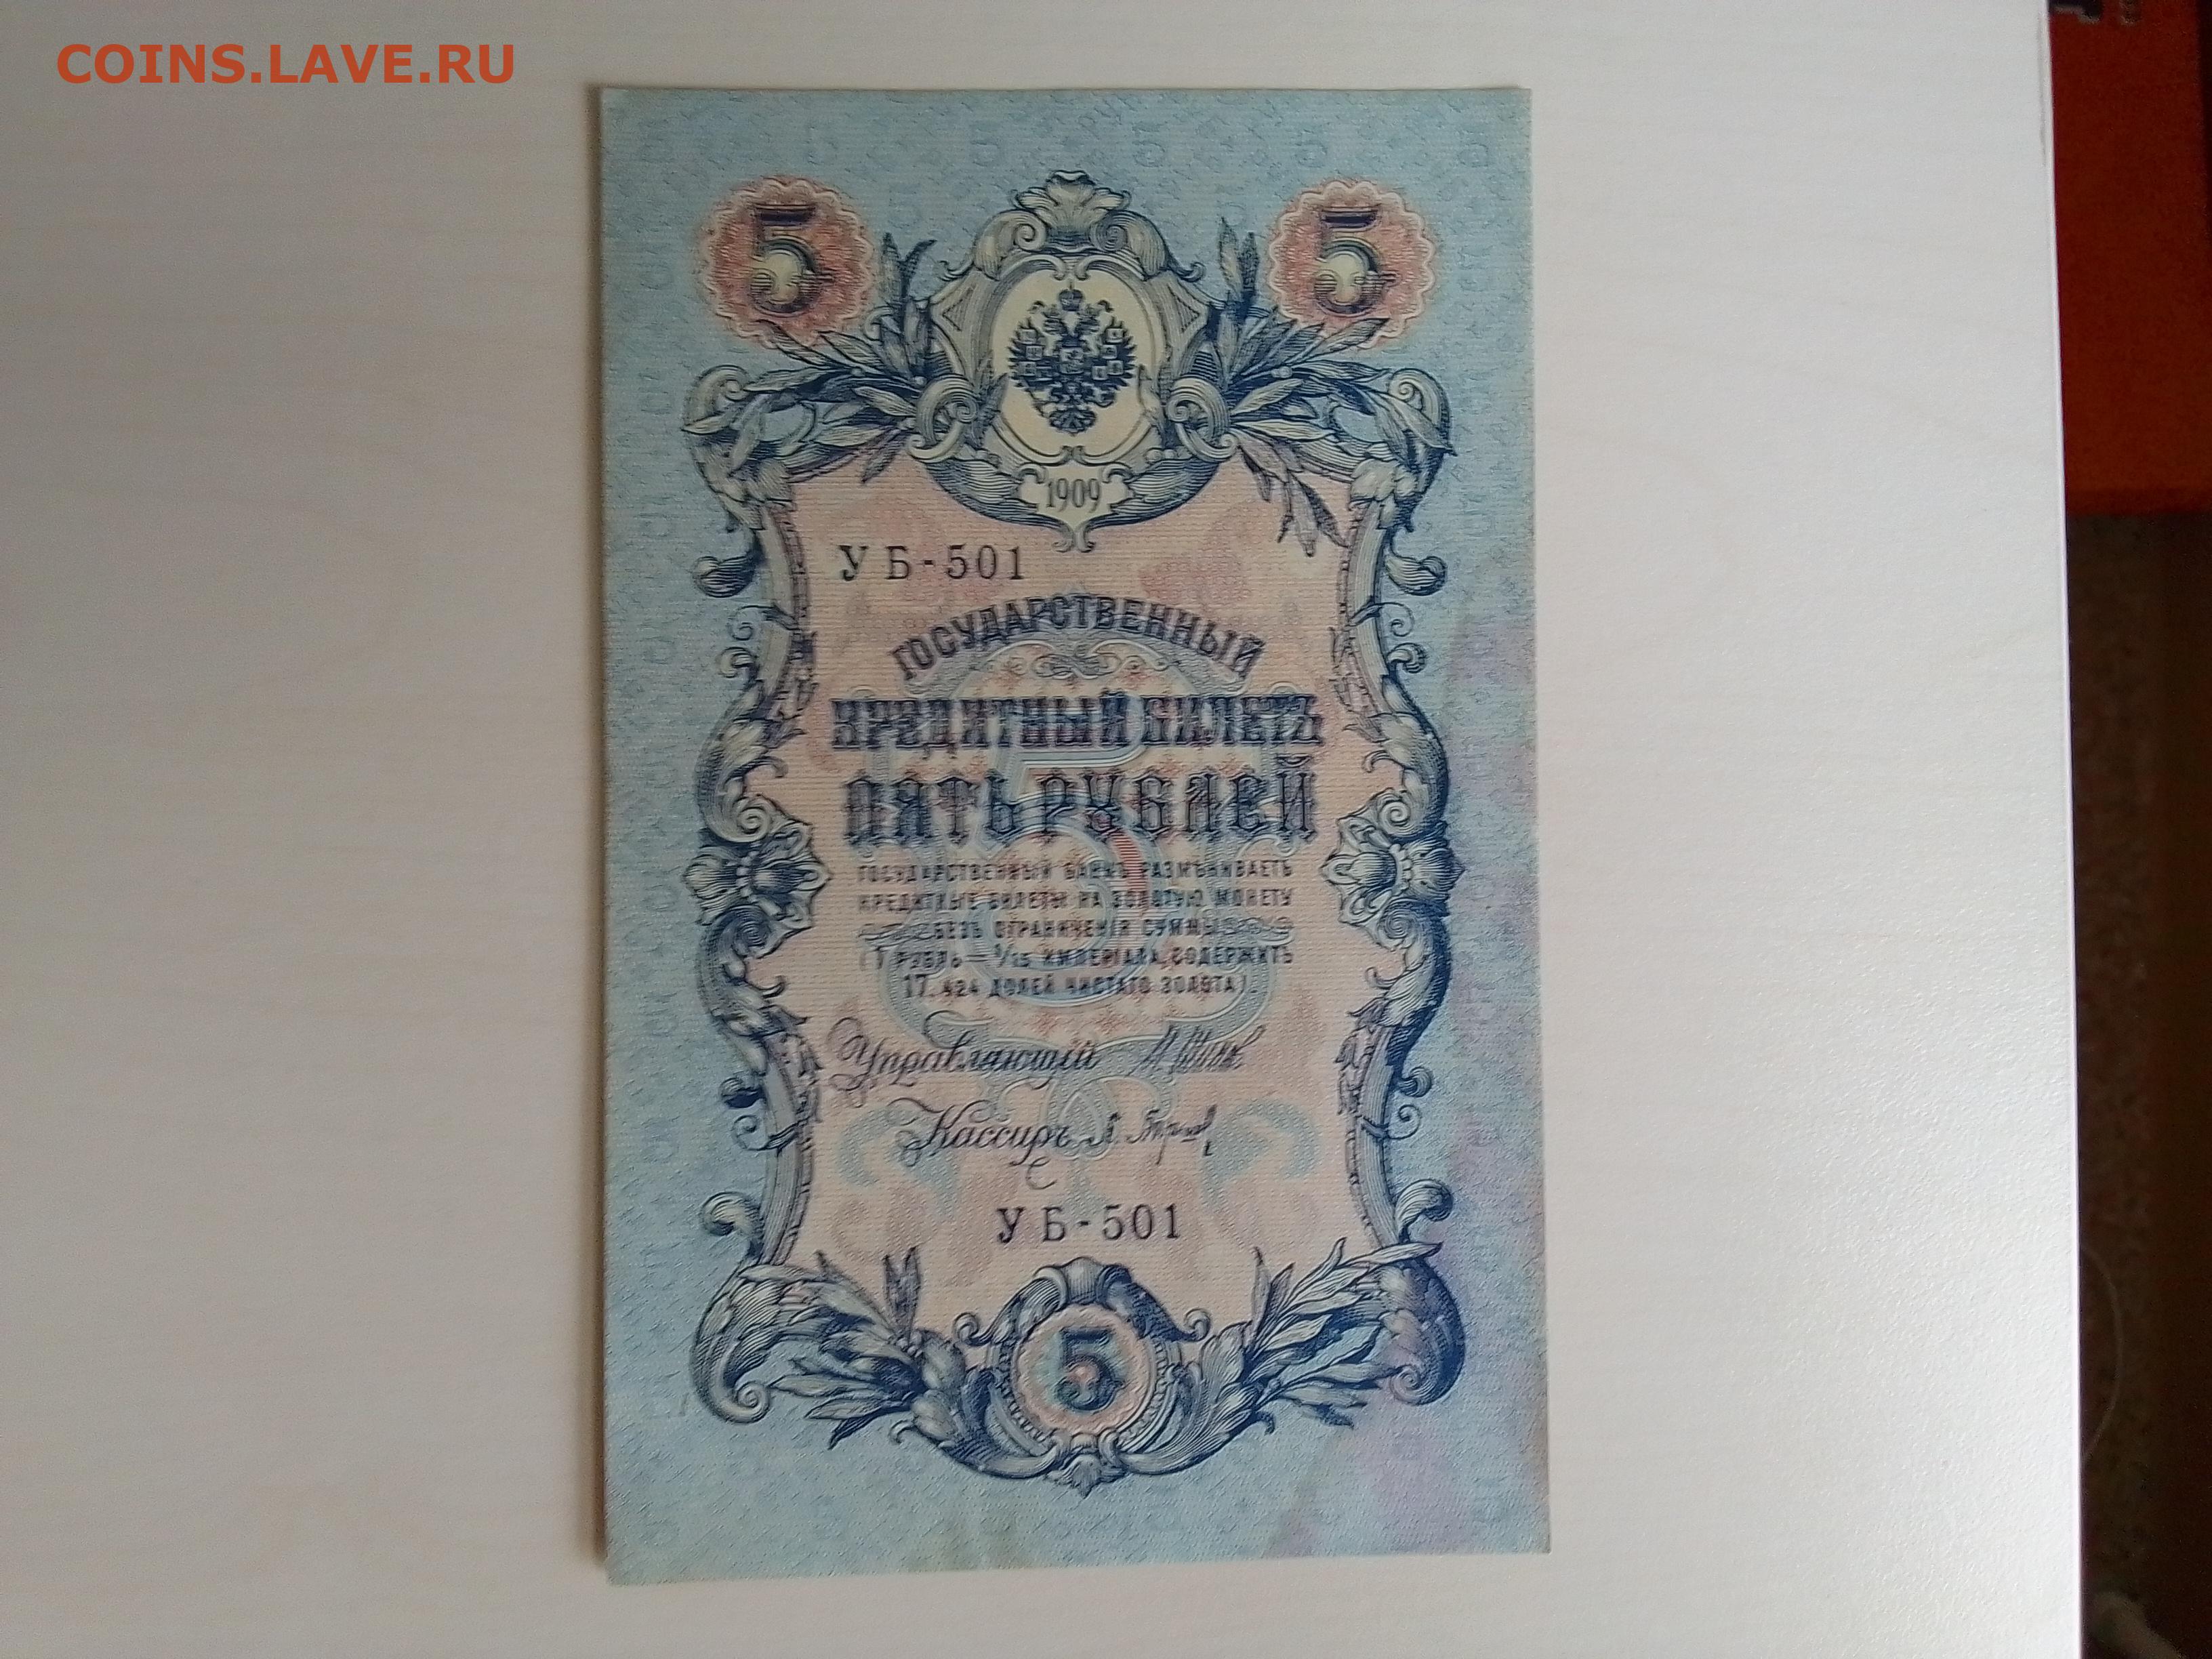 COINS.LAVE.RU
5 5
1909
УБ-501
ГОСУДАРСТВЕННЫЙ
КРЕДИТНЫЙ БИЛЕТЪ
ПЯТЬ РУБЛЕЙ
ГОСУДАРСТВЕННЫЙ БАНКЪ РАЗМѢНИВАЕТЪ
КРЕДИТНЫЕ БИЛЕТЫ НА ЗОЛОТУЮ МОНЕТУ
БЕЗЪ ОГРАНИЧЕНІЯ СУММЫ
(1 РУБЛЬ = 1/15 ИМПЕРІАЛА, СОДЕРЖИТЪ
17,424 ДОЛЕЙ ЧИСТАГО ЗОЛОТА).
Управляющій
Кассиръ
УБ-501
5